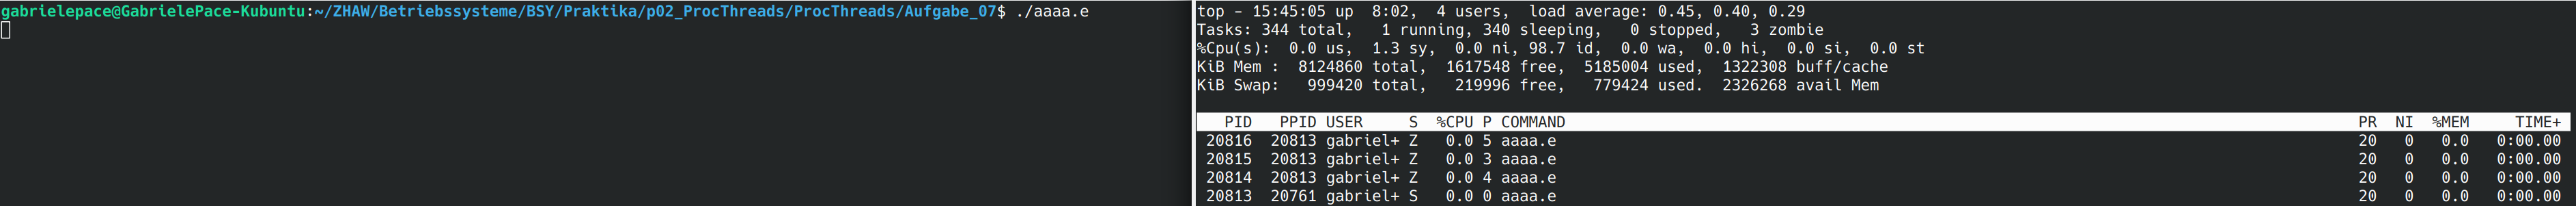 gabrielepace@GabrielePace-Kubuntu:~/ZHAW/Betriebssysteme/BSY/Praktika/p02_ProcThreads/ProcThreads/Aufgabe_07$ ./aaaa.e
top - 15:45:05 up  8:02,  4 users,  load average: 0.45, 0.40, 0.29
Tasks: 344 total,   1 running, 340 sleeping,   0 stopped,   3 zombie
%Cpu(s):  0.0 us,  1.3 sy,  0.0 ni, 98.7 id,  0.0 wa,  0.0 hi,  0.0 si,  0.0 st
KiB Mem :  8124860 total,  1617548 free,  5185004 used,  1322308 buff/cache
KiB Swap:   999420 total,   219996 free,   779424 used.  2326268 avail Mem
PID   PPID USER     S  %CPU P COMMAND   PR  NI  %MEM     TIME+
20816  20813 gabriel+ Z   0.0 5 aaaa.e   20   0   0.0   0:00.00
20815  20813 gabriel+ Z   0.0 3 aaaa.e   20   0   0.0   0:00.00
20814  20813 gabriel+ Z   0.0 4 aaaa.e   20   0   0.0   0:00.00
20813  20761 gabriel+ S   0.0 0 aaaa.e   20   0   0.0   0:00.00